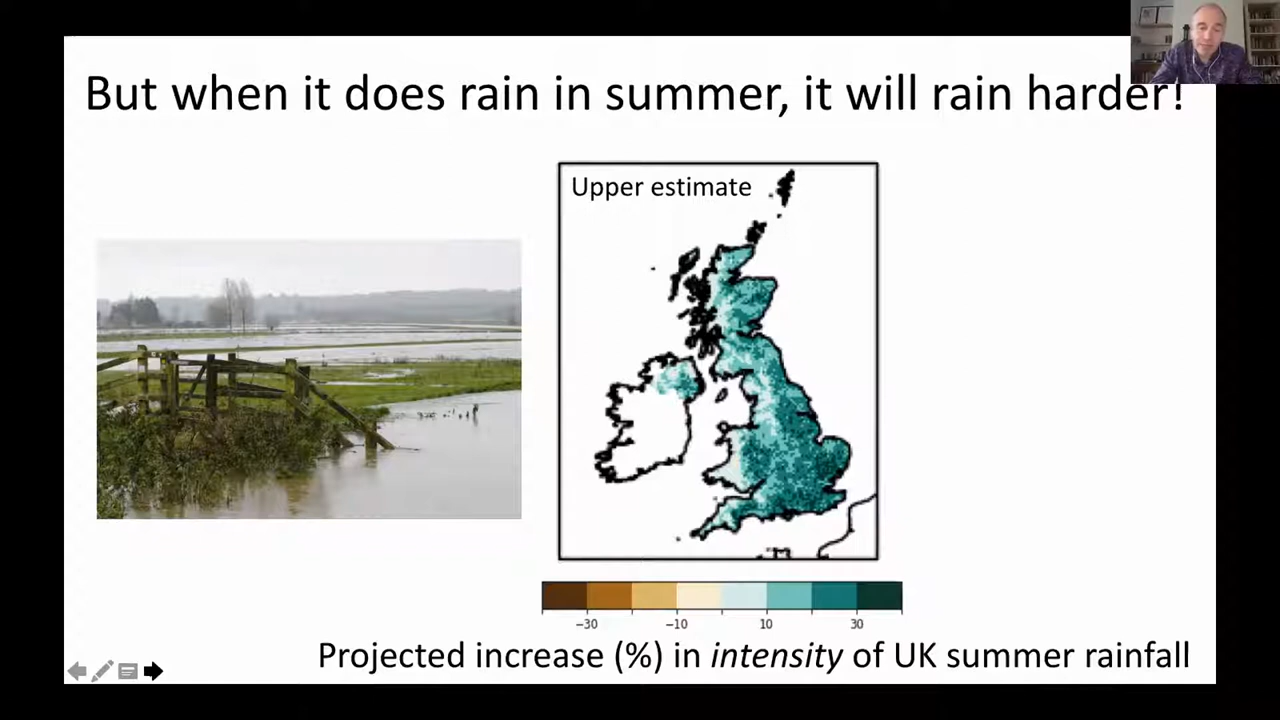 But when it does rain in summer, it will rain harder!
Upper estimate
−30 −10 10 30
Projected increase (%) in intensity of UK summer rainfall